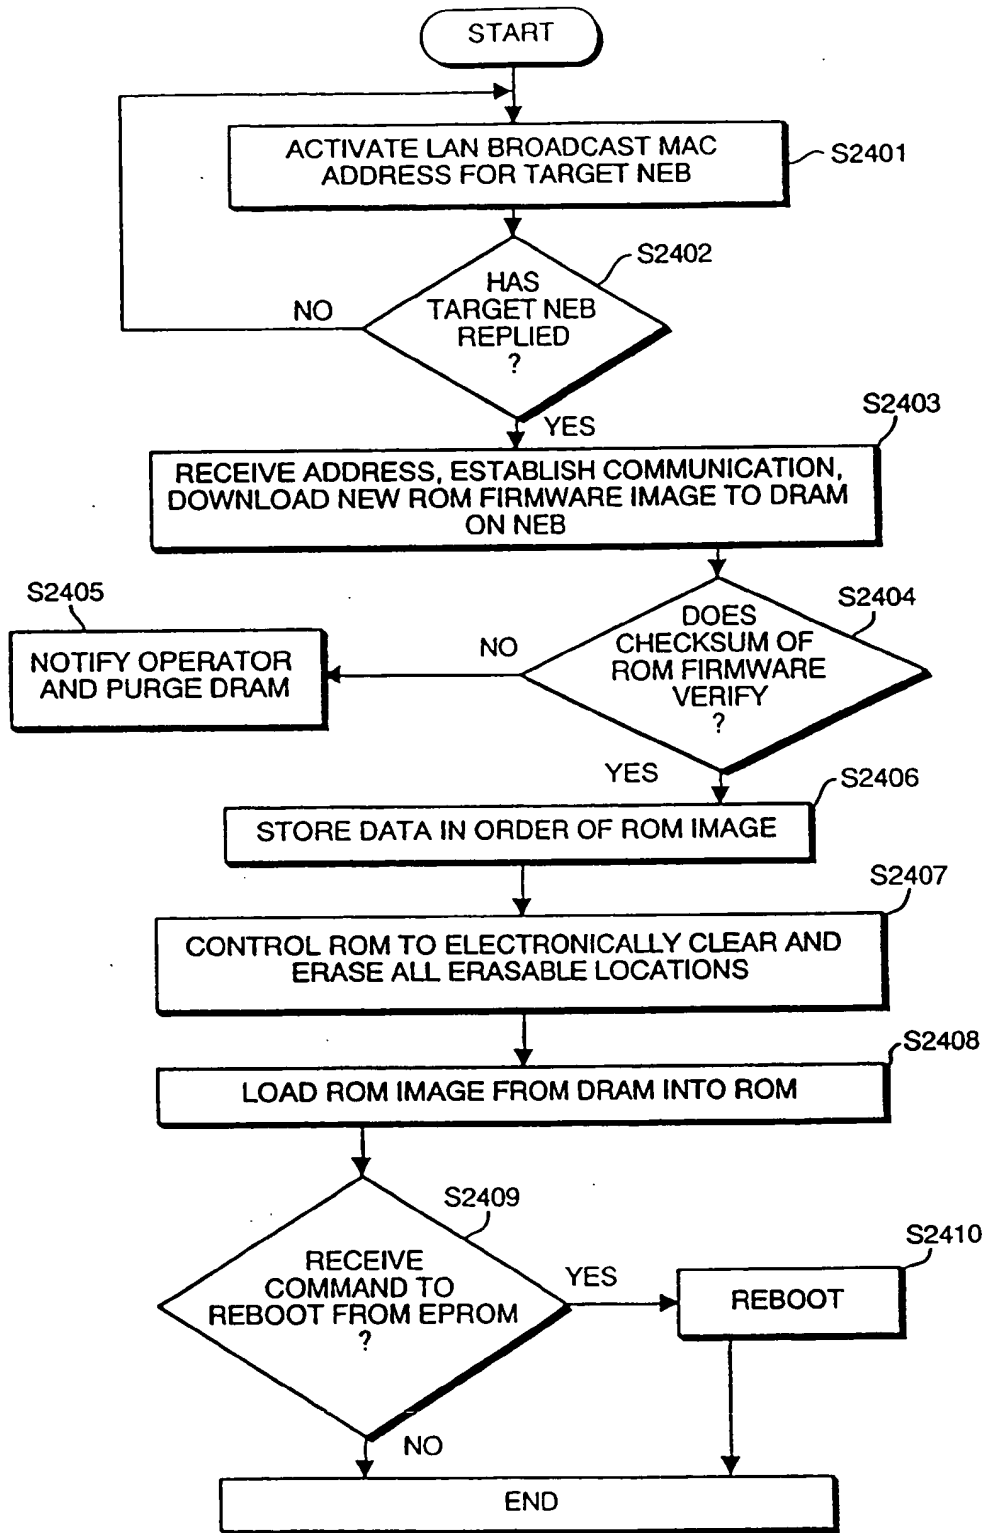 START
ACTIVATE LAN BROADCAST MAC
ADDRESS FOR TARGET NEB
S2401
S2402
HAS
TARGET NEB
REPLIED
?
NO
YES
S2403
RECEIVE ADDRESS, ESTABLISH COMMUNICATION,
DOWNLOAD NEW ROM FIRMWARE IMAGE TO DRAM
ON NEB
S2404
DOES
CHECKSUM OF
ROM FIRMWARE
VERIFY
?
NO
S2405
NOTIFY OPERATOR
AND PURGE DRAM
YES
S2406
STORE DATA IN ORDER OF ROM IMAGE
S2407
CONTROL ROM TO ELECTRONICALLY CLEAR AND
ERASE ALL ERASABLE LOCATIONS
S2408
LOAD ROM IMAGE FROM DRAM INTO ROM
S2409
RECEIVE
COMMAND TO
REBOOT FROM EPROM
?
YES
S2410
REBOOT
NO
END